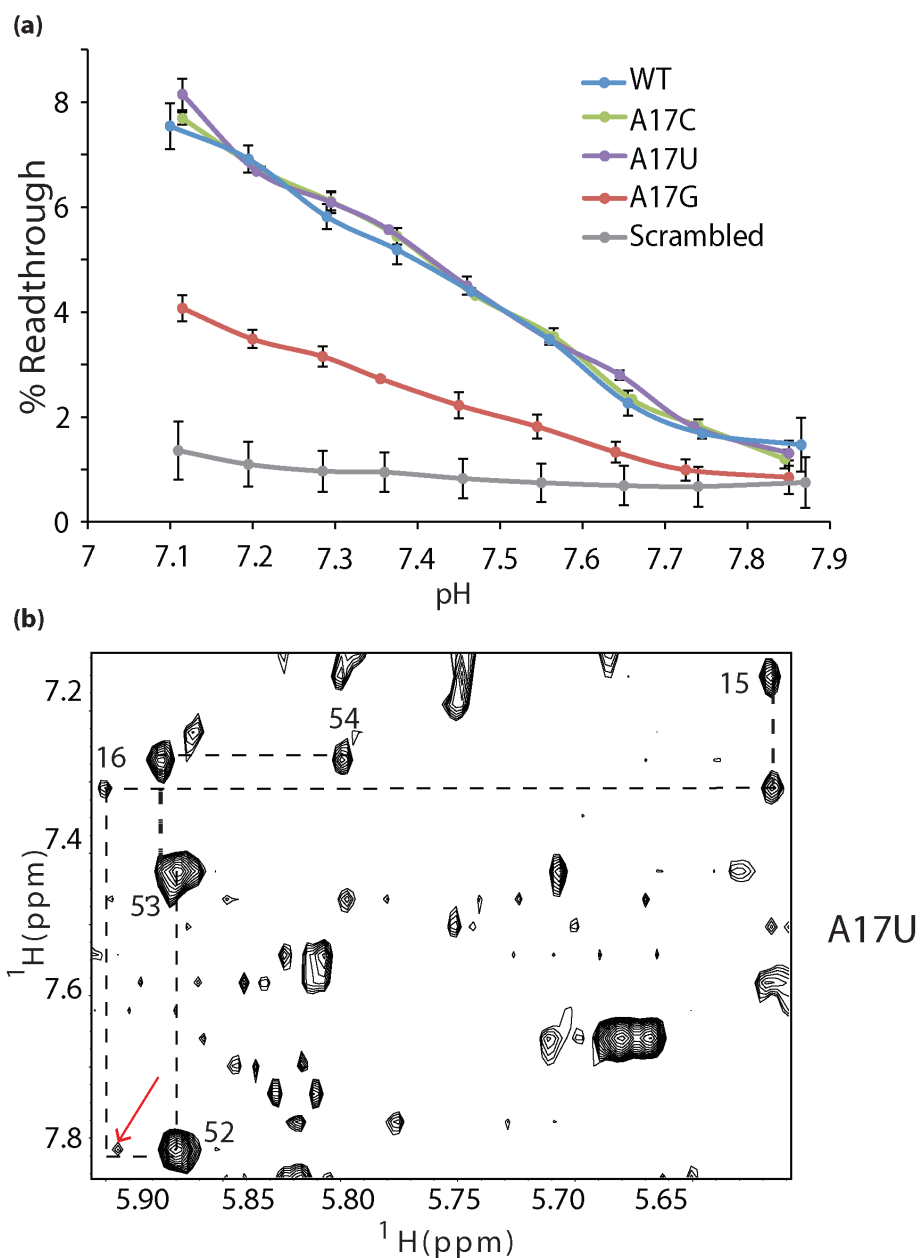 (a)
% Readthrough
8
6
4
2
0
7 7.1 7.2 7.3 7.4 7.5 7.6 7.7 7.8 7.9
pH
WT
A17C
A17U
A17G
Scrambled
(b)
¹H(ppm)
7.2
7.4
7.6
7.8
15
54
16
53
52
A17U
5.90 5.85 5.80 5.75 5.70 5.65
¹H(ppm)